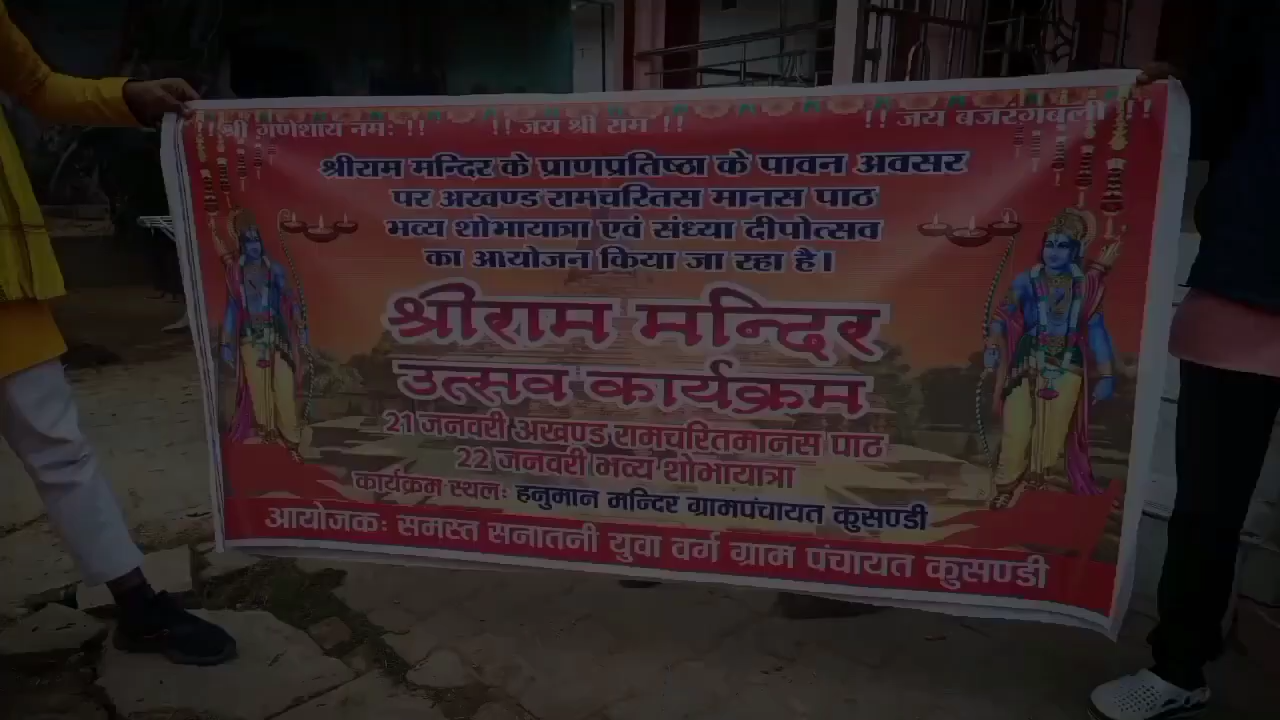 !! श्री गणेशाय नमः !! !! जय श्री राम !! !! जय बजरंगबली !!
श्रीराम मन्दिर के प्राणप्रतिष्ठा के पावन अवसर
पर अखण्ड रामचरितस मानस पाठ
भव्य शोभायात्रा एवं संध्या दीपोत्सव
का आयोजन किया जा रहा है।
श्रीराम मन्दिर
उत्सव कार्यक्रम
21 जनवरी अखण्ड रामचरितमानस पाठ
22 जनवरी भव्य शोभायात्रा
कार्यक्रम स्थलः हनुमान मन्दिर ग्रामपंचायत कुसण्डी
आयोजकः समस्त सनातनी युवा वर्ग ग्राम पंचायत कुसण्डी